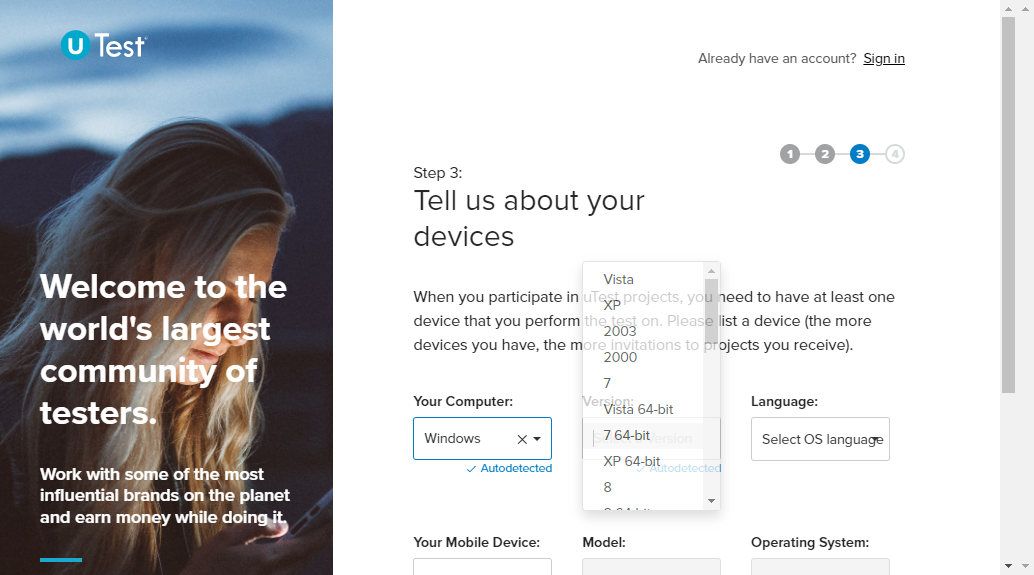 u Test
Already have an account? Sign in
1 2 3 4
Step 3:
Tell us about your
devices
Welcome to the
world's largest
community of
testers.
Work with some of the most
influential brands on the planet
and earn money while doing it.
When you participate in uTest projects, you need to have at least one
device that you perform the test on. Please list a device (the more
devices you have, the more invitations to projects you receive).
Your Computer:
Windows
Autodetected
Version:
Vista
XP
2003
2000
7
Vista 64-bit
7 64-bit
XP 64-bit
8
Autodetected
Language:
Select OS language
Your Mobile Device:
Model:
Operating System: